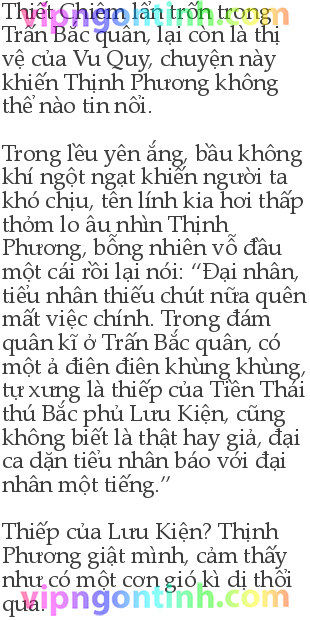 Thiết Chiêm lẩn trốn trong
vipngontinh.com
Trấn Bắc quân, lại còn là thị
vệ của Vu Quy, chuyện này
khiến Thịnh Phương không
thể nào tin nổi.
Trong lều yên ắng, bầu không
khí ngột ngạt khiến người ta
khó chịu, tên lính kia hơi thấp
thỏm lo âu nhìn Thịnh
Phương, bỗng nhiên vỗ đầu
một cái rồi lại nói: “Đại nhân,
tiểu nhân thiếu chút nữa quên
mất việc chính. Trong đám
quân kĩ ở Trấn Bắc quân, có
một ả điên điên khùng khùng,
tự xưng là thiếp của Tiền Thái
thú Bắc phủ Lưu Kiện, cũng
không biết là thật hay giả, đại
ca dặn tiểu nhân báo với đại
nhân một tiếng.”
Thiếp của Lưu Kiện? Thịnh
Phương giật mình, cảm thấy
như có một cơn gió kì dị thổi
qua.
vipngontinh.com